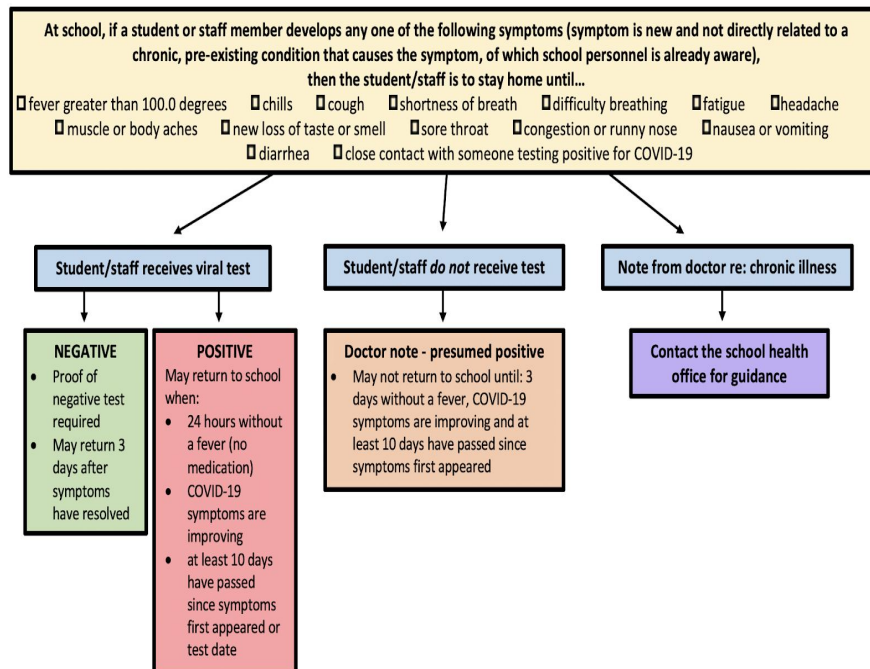 At school, if a student or staff member develops any one of the following symptoms (symptom is new and not directly related to a
chronic, pre-existing condition that causes the symptom, of which school personnel is already aware),
then the student/staff is to stay home until...
☐ fever greater than 100.0 degrees ☐ chills ☐ cough ☐ shortness of breath ☐ difficulty breathing ☐ fatigue ☐ headache
☐ muscle or body aches ☐ new loss of taste or smell ☐ sore throat ☐ congestion or runny nose ☐ nausea or vomiting
☐ diarrhea ☐ close contact with someone testing positive for COVID-19
Student/staff receives viral test
NEGATIVE
• Proof of
negative test
required
• May return 3
days after
symptoms
have resolved
POSITIVE
May return to school
when:
• 24 hours without
a fever (no
medication)
• COVID-19
symptoms are
improving
• at least 10 days
have passed
since symptoms
first appeared or
test date
Student/staff do not receive test
Doctor note - presumed positive
• May not return to school until: 3
days without a fever, COVID-19
symptoms are improving and at
least 10 days have passed since
symptoms first appeared
Note from doctor re: chronic illness
Contact the school health
office for guidance